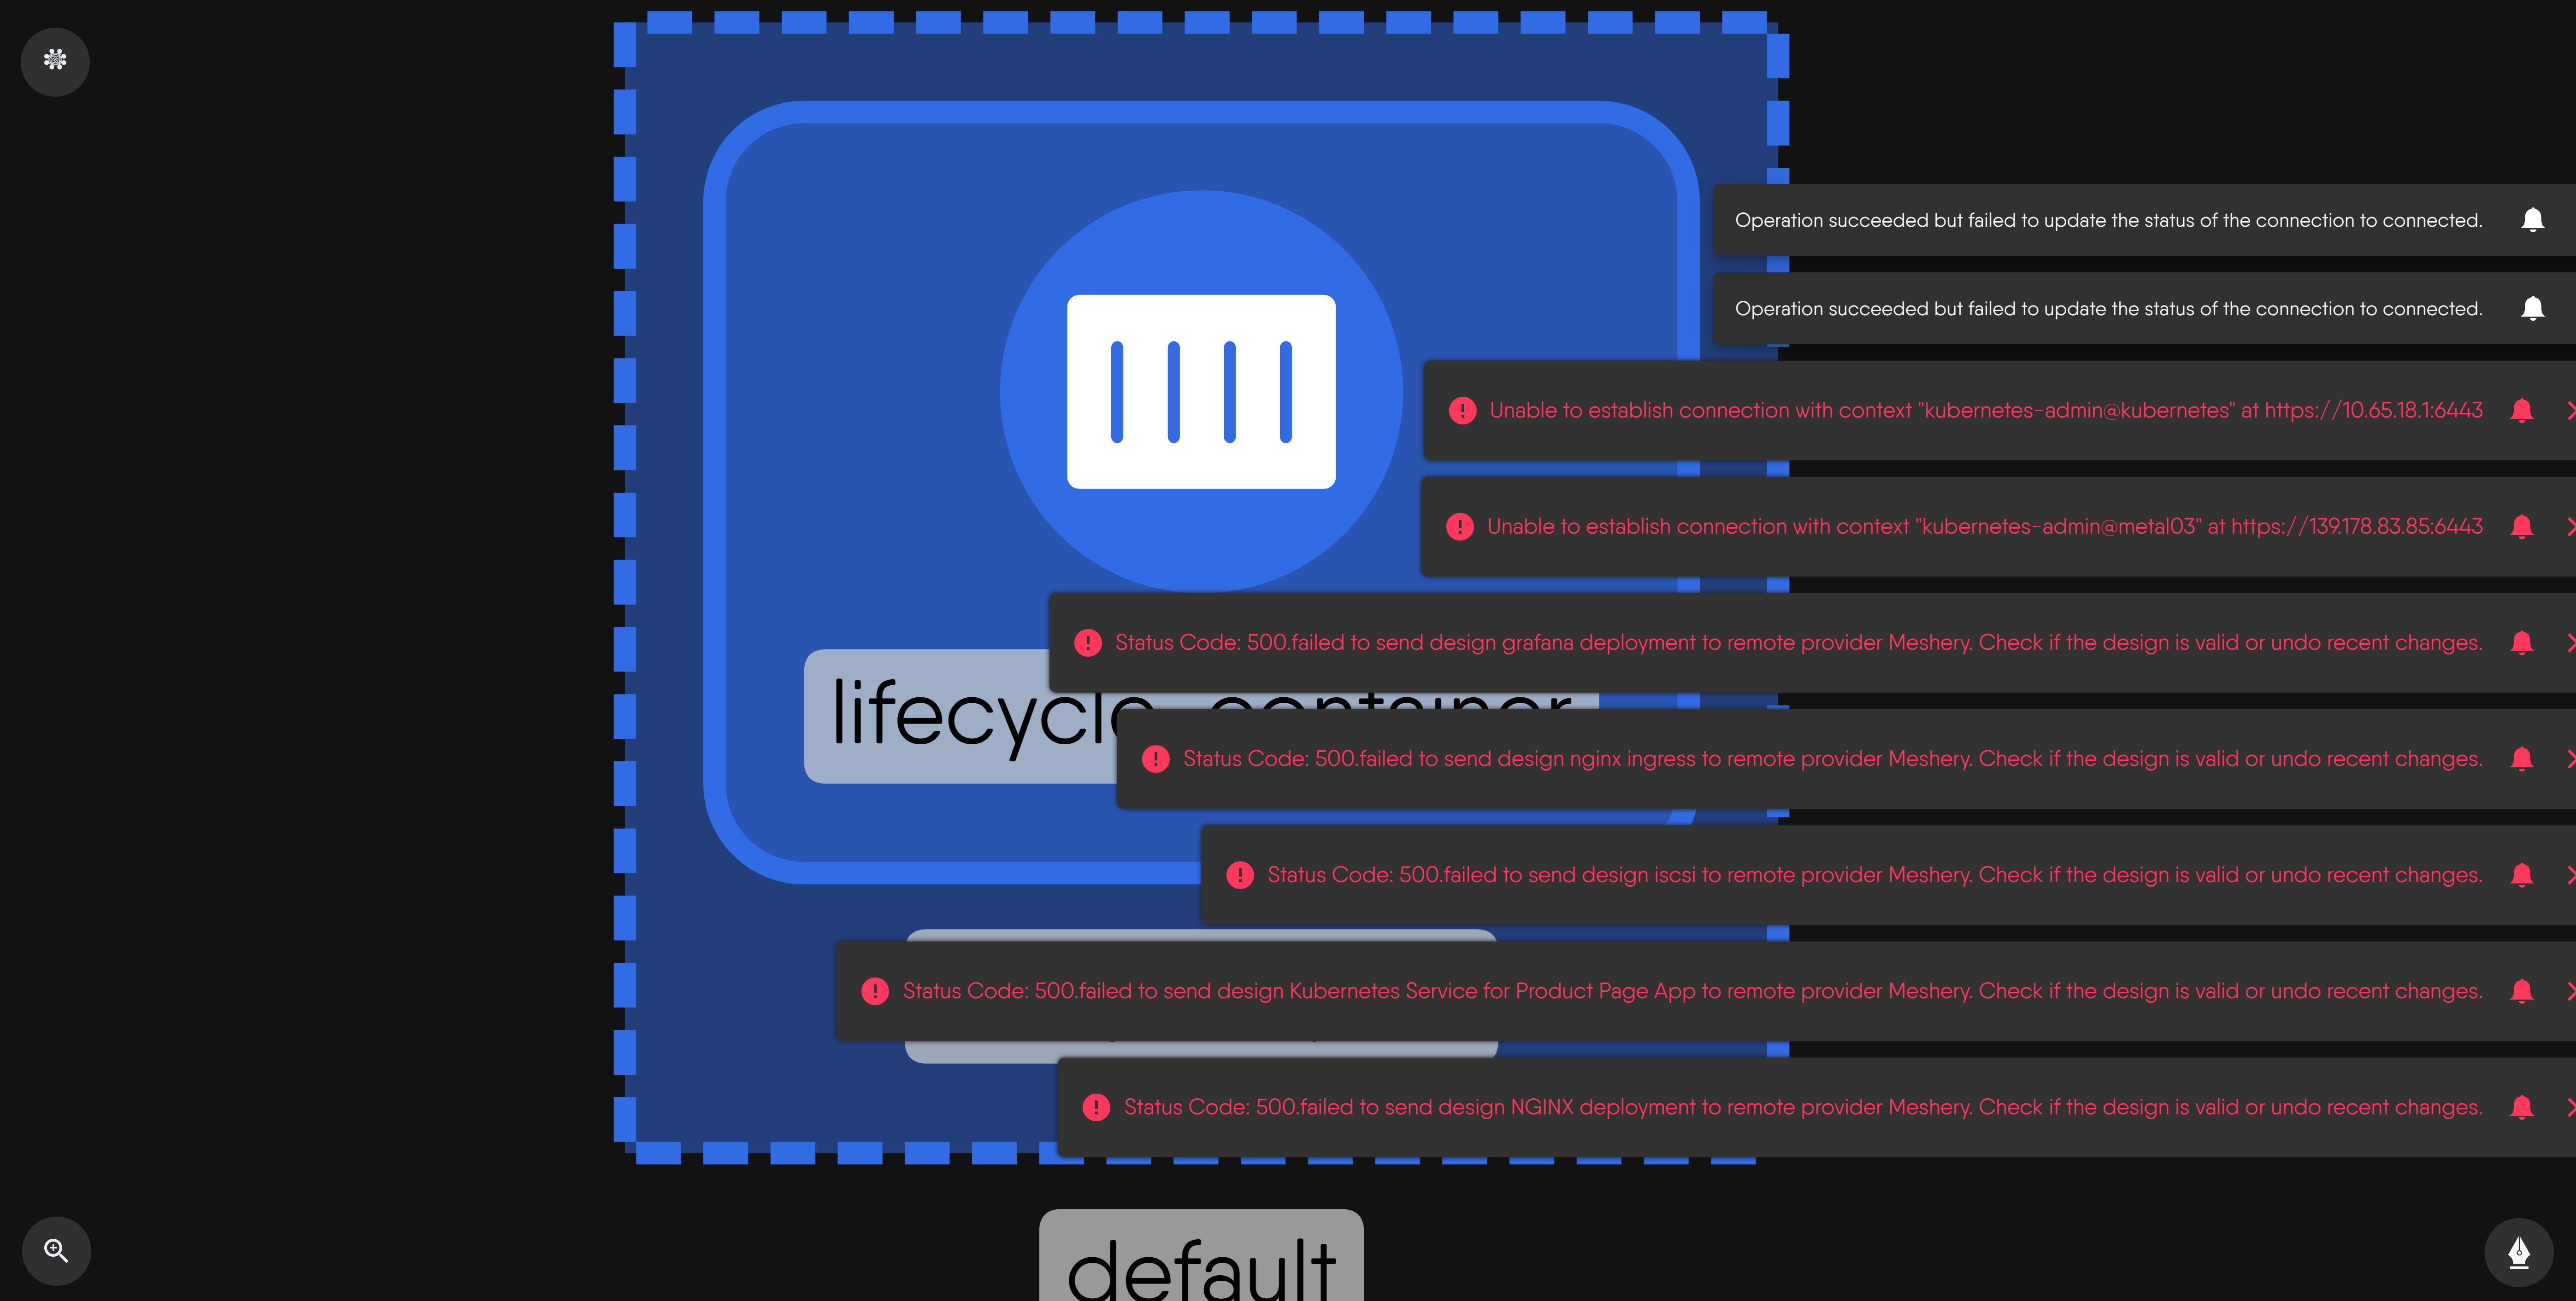 Operation succeeded but failed to update the status of the connection to connected.
Operation succeeded but failed to update the status of the connection to connected.
Unable to establish connection with context "kubernetes-admin@kubernetes" at https://10.65.18.1:6443
Unable to establish connection with context "kubernetes-admin@metal03" at https://139.178.83.85:6443
Status Code: 500.failed to send design grafana deployment to remote provider Meshery. Check if the design is valid or undo recent changes.
lifecycle-container
Status Code: 500.failed to send design nginx ingress to remote provider Meshery. Check if the design is valid or undo recent changes.
Status Code: 500.failed to send design iscsi to remote provider Meshery. Check if the design is valid or undo recent changes.
Status Code: 500.failed to send design Kubernetes Service for Product Page App to remote provider Meshery. Check if the design is valid or undo recent changes.
Status Code: 500.failed to send design NGINX deployment to remote provider Meshery. Check if the design is valid or undo recent changes.
default